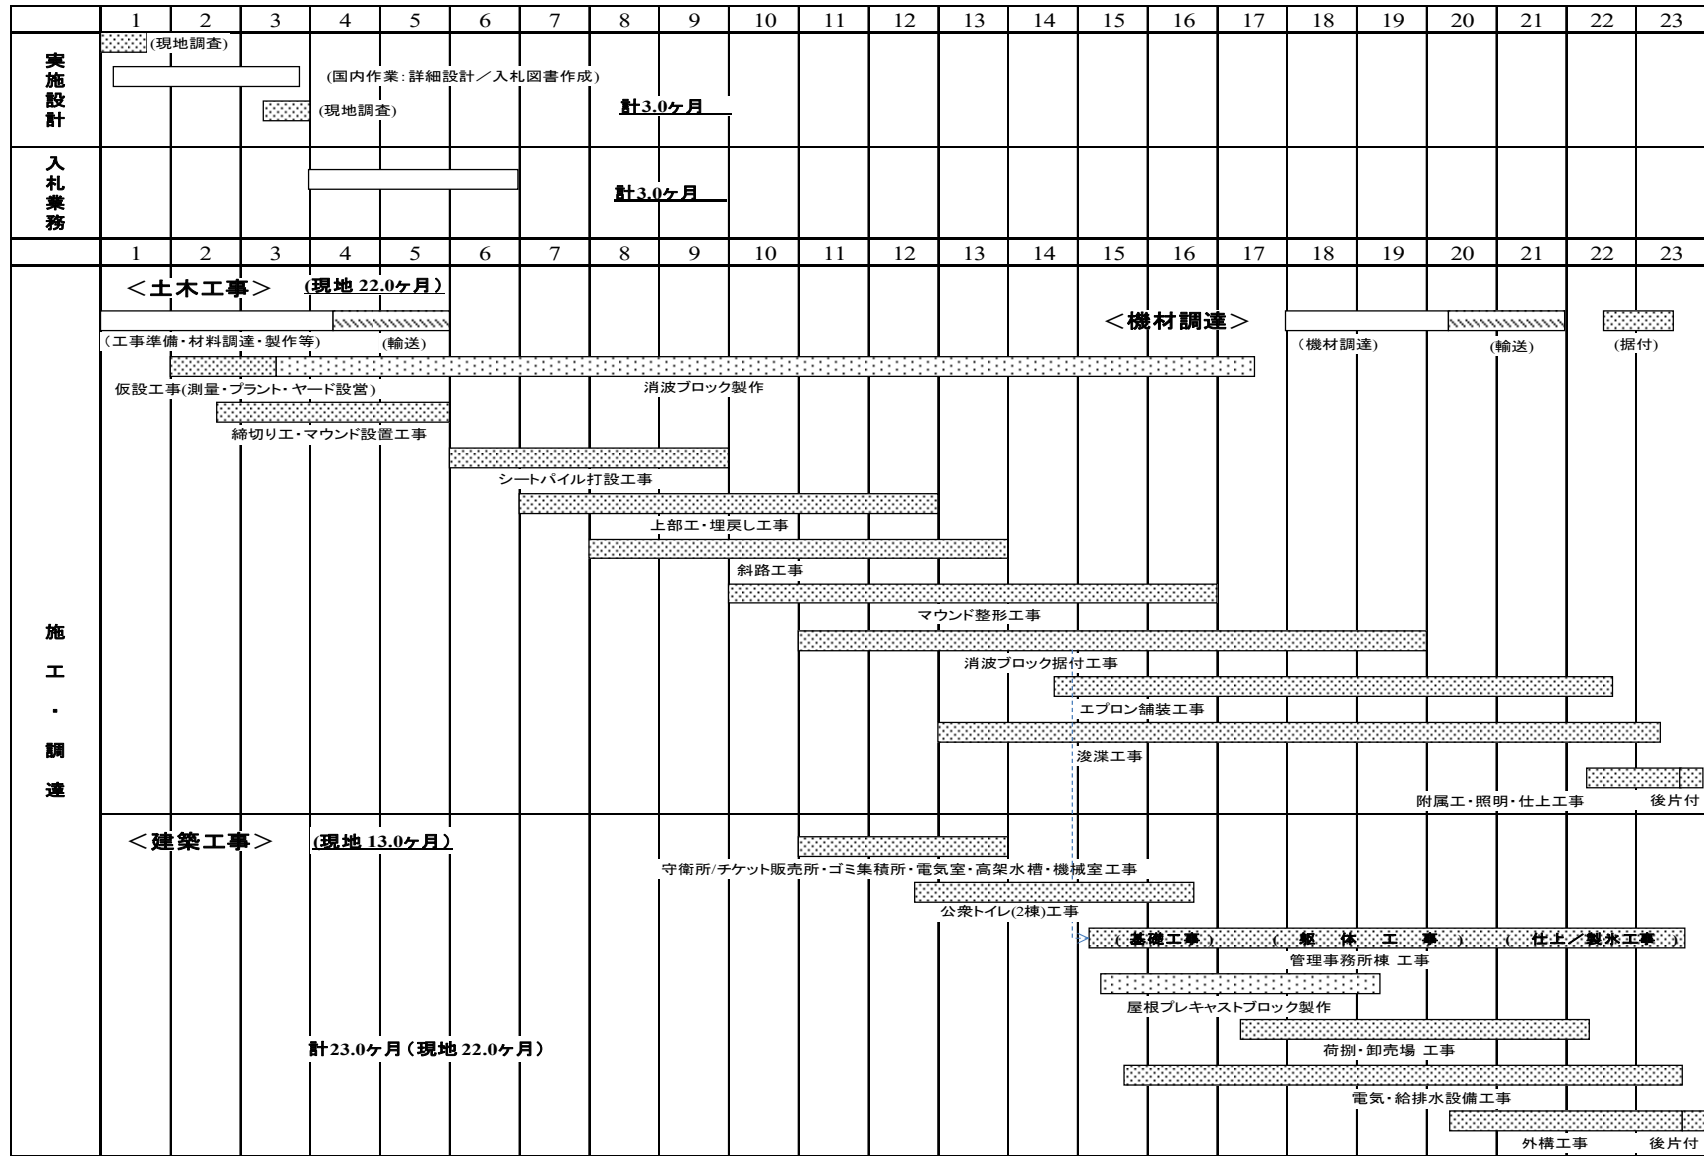 1 2 3 4 5 6 7 8 9 10 11 12 13 14 15 16 17 18 19 20 21 22 23
実施設計
(現地調査)
(国内作業:詳細設計／入札図書作成)
(現地調査)
計3.0ヶ月
入札業務
計3.0ヶ月
1 2 3 4 5 6 7 8 9 10 11 12 13 14 15 16 17 18 19 20 21 22 23
施工・調達
＜土木工事＞ (現地 22.0ヶ月)
＜機材調達＞
(工事準備・材料調達・製作等) (輸送)
(機材調達) (輸送) (据付)
仮設工事(測量・プラント・ヤード設営) 消波ブロック製作
締切り工・マウンド設置工事
シートパイル打設工事
上部工・埋戻し工事
斜路工事
マウンド整形工事
消波ブロック据付工事
エプロン舗装工事
浚渫工事
附属工・照明・仕上工事 後片付
＜建築工事＞ (現地 13.0ヶ月)
守衛所/チケット販売所・ゴミ集積所・電気室・高架水槽・機械室工事
公衆トイレ(2棟)工事
(基礎工事) (躯体工事) (仕上／製氷工事)
管理事務所棟 工事
屋根プレキャストブロック製作
計23.0ヶ月(現地 22.0ヶ月)
荷捌・卸売場 工事
電気・給排水設備工事
外構工事 後片付